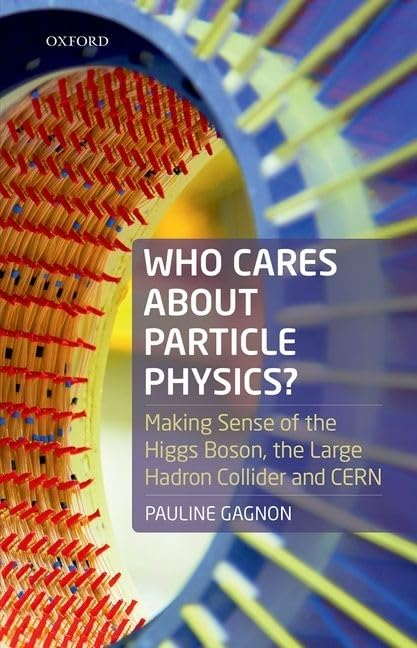 OXFORD
WHO CARES
ABOUT
PARTICLE
PHYSICS?
Making Sense of the
Higgs Boson, the Large
Hadron Collider and CERN
PAULINE GAGNON